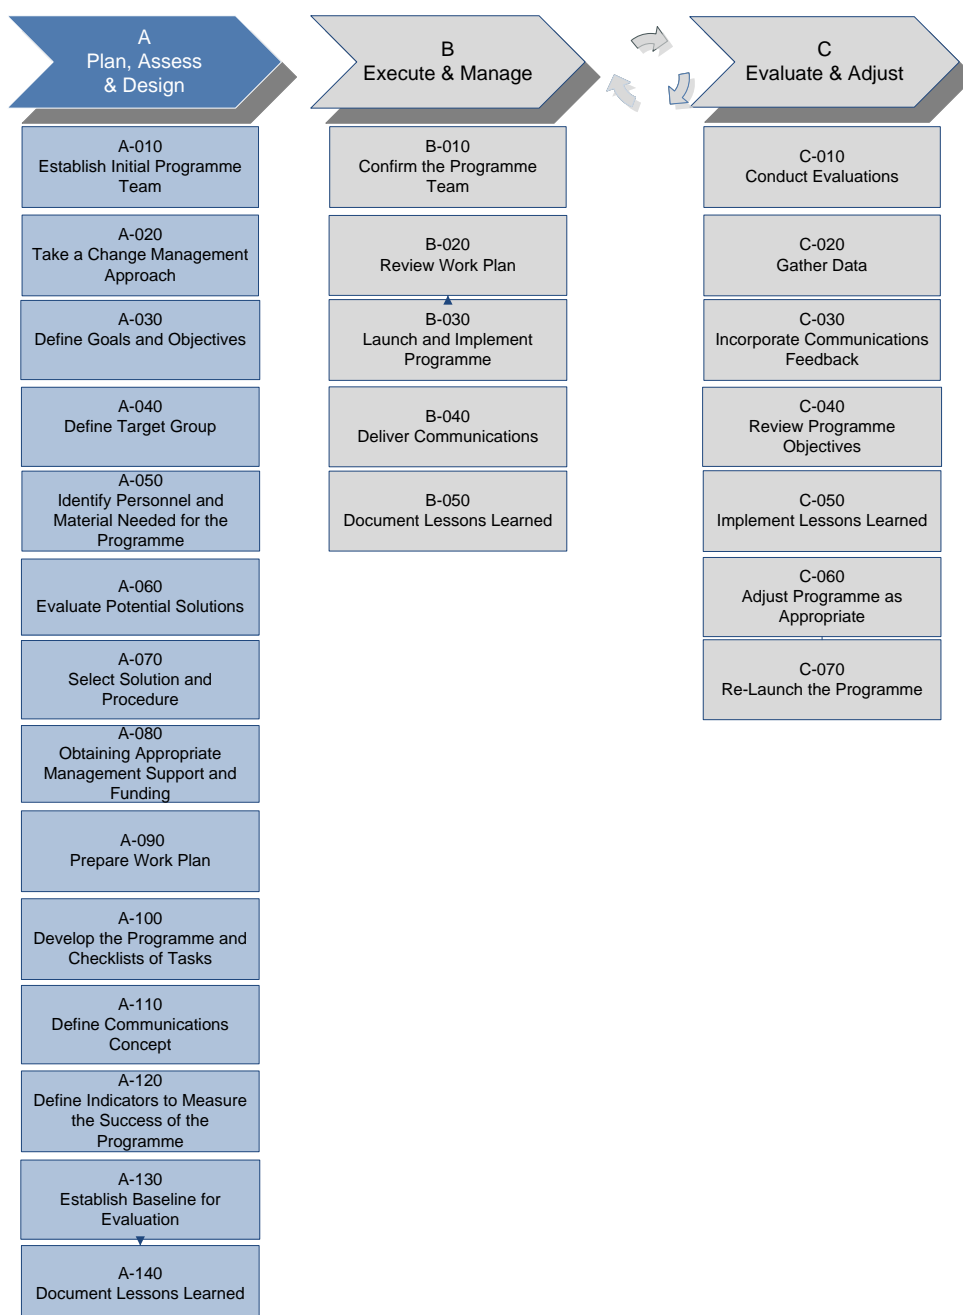 A
Plan, Assess
& Design
A-010
Establish Initial Programme
Team
A-020
Take a Change Management
Approach
A-030
Define Goals and Objectives
A-040
Define Target Group
A-050
Identify Personnel and
Material Needed for the
Programme
A-060
Evaluate Potential Solutions
A-070
Select Solution and
Procedure
A-080
Obtaining Appropriate
Management Support and
Funding
A-090
Prepare Work Plan
A-100
Develop the Programme and
Checklists of Tasks
A-110
Define Communications
Concept
A-120
Define Indicators to Measure
the Success of the
Programme
A-130
Establish Baseline for
Evaluation
A-140
Document Lessons Learned
B
Execute & Manage
B-010
Confirm the Programme
Team
B-020
Review Work Plan
B-030
Launch and Implement
Programme
B-040
Deliver Communications
B-050
Document Lessons Learned
C
Evaluate & Adjust
C-010
Conduct Evaluations
C-020
Gather Data
C-030
Incorporate Communications
Feedback
C-040
Review Programme
Objectives
C-050
Implement Lessons Learned
C-060
Adjust Programme as
Appropriate
C-070
Re-Launch the Programme